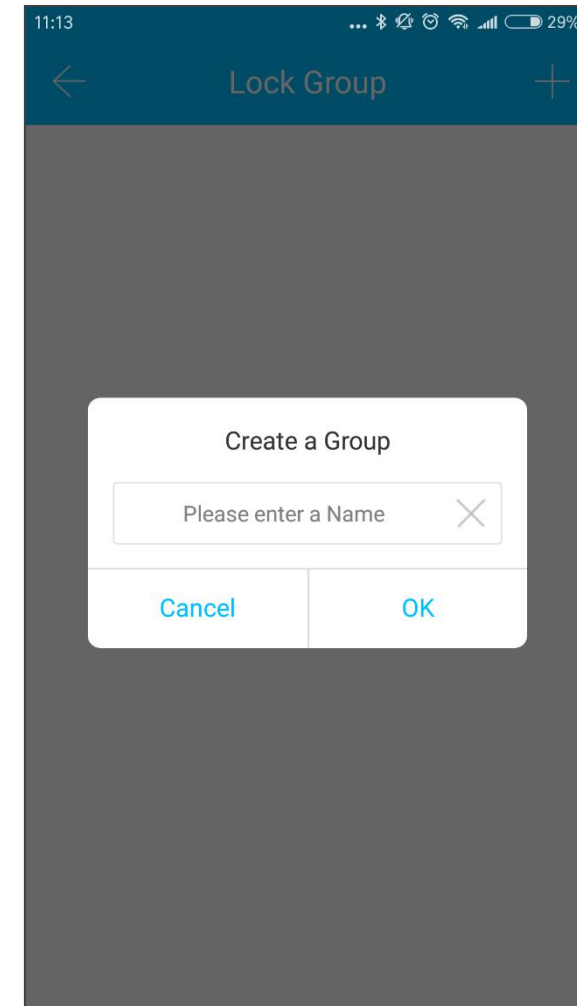 11:13 ... 29%
Lock Group
Create a Group
Please enter a Name
Cancel OK